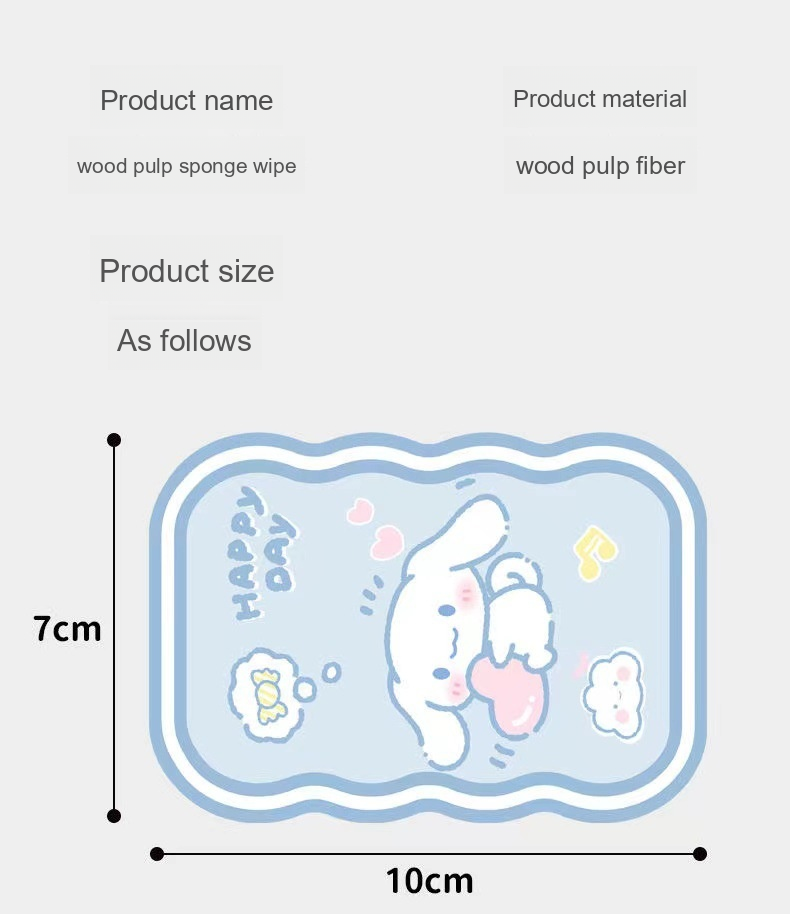 Product name
Product material
wood pulp sponge wipe
wood pulp fiber
Product size
As follows
HAPPY
DAY
7cm
10cm